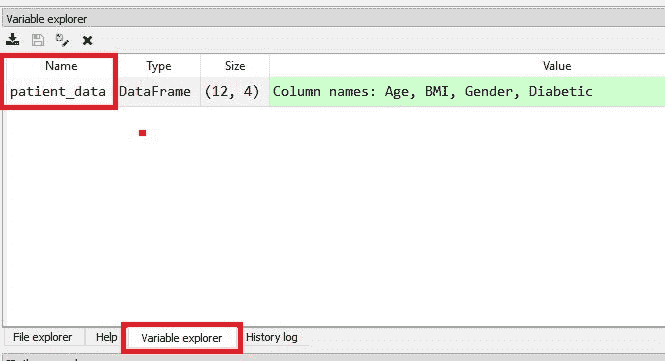 Variable explorer
Name Type Size Value
patient_data DataFrame (12, 4) Column names: Age, BMI, Gender, Diabetic
File explorer Help Variable explorer History log